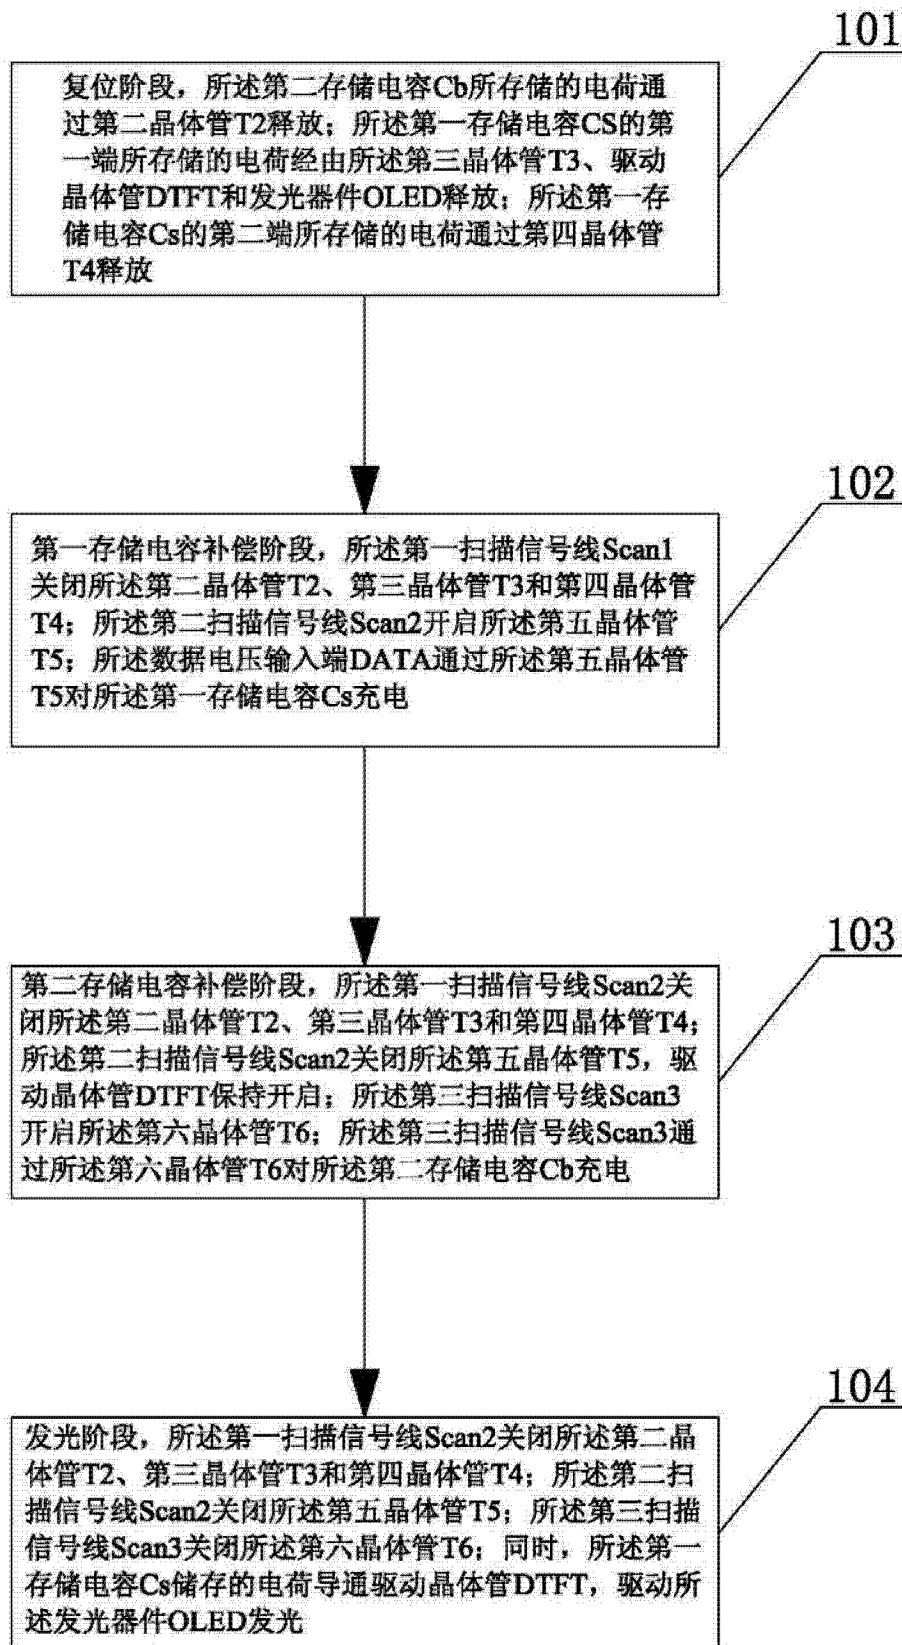 101
复位阶段，所述第二存储电容Cb所存储的电荷通
过第二晶体管T2释放；所述第一存储电容CS的第
一端所存储的电荷经由所述第三晶体管T3、驱动
晶体管DTFT和发光器件OLED释放；所述第一存
储电容Cs的第二端所存储的电荷通过第四晶体管
T4释放
102
第一存储电容补偿阶段，所述第一扫描信号线Scan1
关闭所述第二晶体管T2、第三晶体管T3和第四晶体管
T4；所述第二扫描信号线Scan2开启所述第五晶体管
T5；所述数据电压输入端DATA通过所述第五晶体管
T5对所述第一存储电容Cs充电
103
第二存储电容补偿阶段，所述第一扫描信号线Scan2关
闭所述第二晶体管T2、第三晶体管T3和第四晶体管T4；
所述第二扫描信号线Scan2关闭所述第五晶体管T5，驱
动晶体管DTFT保持开启；所述第三扫描信号线Scan3
开启所述第六晶体管T6；所述第三扫描信号线Scan3通
过所述第六晶体管T6对所述第二存储电容Cb充电
104
发光阶段，所述第一扫描信号线Scan2关闭所述第二晶
体管T2、第三晶体管T3和第四晶体管T4；所述第二扫
描信号线Scan2关闭所述第五晶体管T5；所述第三扫描
信号线Scan3关闭所述第六晶体管T6；同时，所述第一
存储电容Cs储存的电荷导通驱动晶体管DTFT，驱动所
述发光器件OLED发光